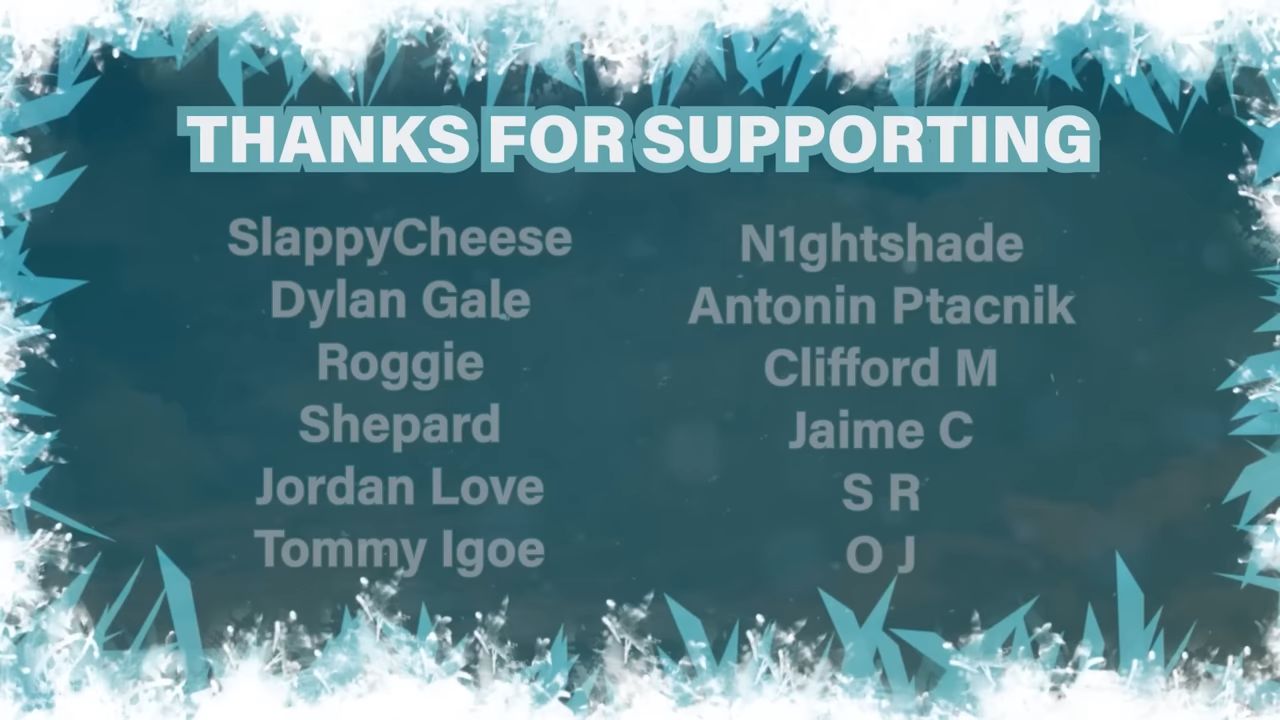 THANKS FOR SUPPORTING
SlappyCheese
Dylan Gale
Roggie
Shepard
Jordan Love
Tommy Igoe
N1ghtshade
Antonin Ptacnik
Clifford M
Jaime C
S R
O J